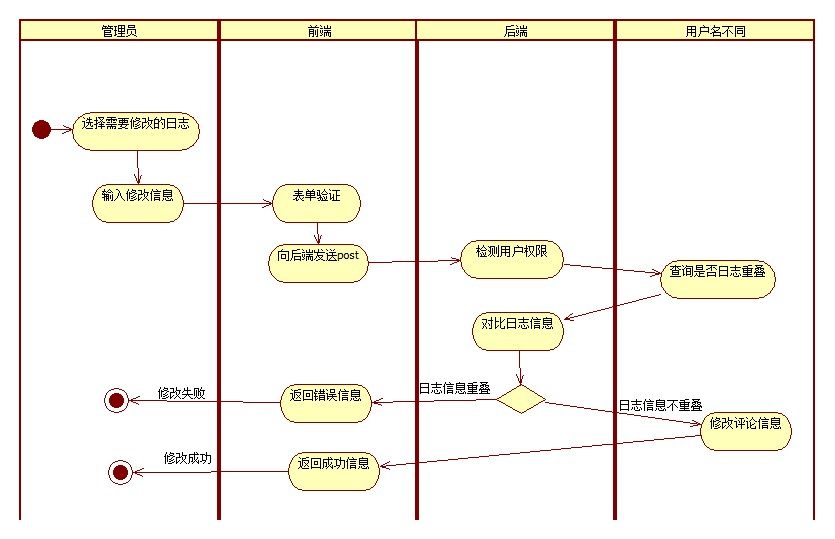 管理员
前端
后端
用户名不同
选择需要修改的日志
输入修改信息
表单验证
向后端发送post
检测用户权限
查询是否日志重叠
对比日志信息
日志信息重叠
修改失败
返回错误信息
日志信息不重叠
修改评论信息
修改成功
返回成功信息